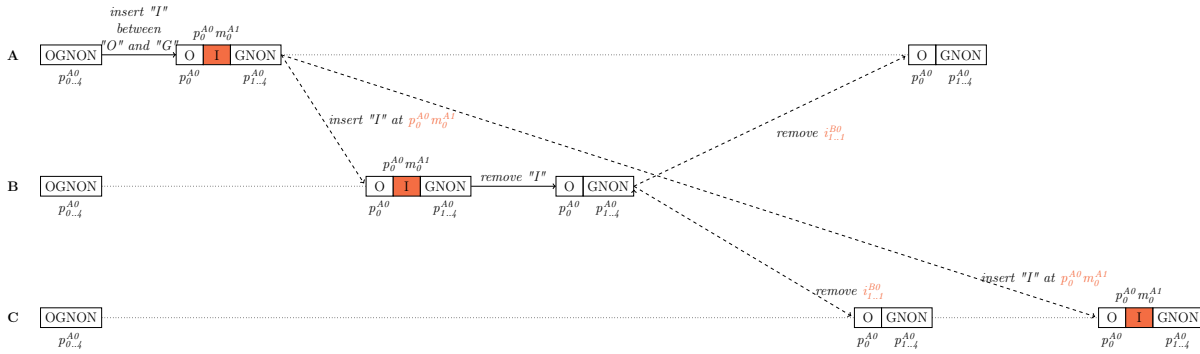 insert "I"
between
"O" and "G"
p_0^{A0} m_0^{A1}
A OGNON O I GNON O GNON
p_{0..4}^{A0} p_0^{A0} p_{1..4}^{A0} p_0^{A0} p_{1..4}^{A0}
insert "I" at p_0^{A0} m_0^{A1}
remove i_{1..1}^{B0}
p_0^{A0} m_0^{A1}
B OGNON O I GNON remove "I" O GNON
p_{0..4}^{A0} p_0^{A0} p_{1..4}^{A0} p_0^{A0} p_{1..4}^{A0}
insert "I" at p_0^{A0} m_0^{A1}
remove i_{1..1}^{B0}
p_0^{A0} m_0^{A1}
C OGNON O GNON O I GNON
p_{0..4}^{A0} p_0^{A0} p_{1..4}^{A0} p_0^{A0} p_{1..4}^{A0}